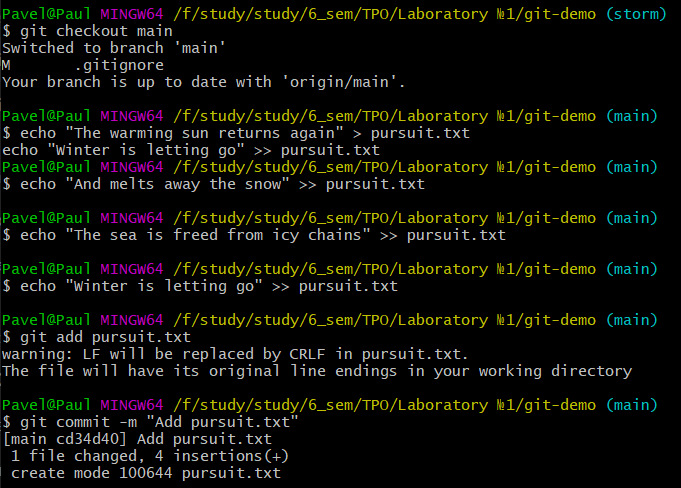 Pavel@Paul MINGW64 /f/study/study/6_sem/TPO/Laboratory №1/git-demo (storm)
$ git checkout main
Switched to branch 'main'
M       .gitignore
Your branch is up to date with 'origin/main'.
Pavel@Paul MINGW64 /f/study/study/6_sem/TPO/Laboratory №1/git-demo (main)
$ echo "The warming sun returns again" > pursuit.txt
echo "Winter is letting go" >> pursuit.txt
Pavel@Paul MINGW64 /f/study/study/6_sem/TPO/Laboratory №1/git-demo (main)
$ echo "And melts away the snow" >> pursuit.txt
Pavel@Paul MINGW64 /f/study/study/6_sem/TPO/Laboratory №1/git-demo (main)
$ echo "The sea is freed from icy chains" >> pursuit.txt
Pavel@Paul MINGW64 /f/study/study/6_sem/TPO/Laboratory №1/git-demo (main)
$ echo "Winter is letting go" >> pursuit.txt
Pavel@Paul MINGW64 /f/study/study/6_sem/TPO/Laboratory №1/git-demo (main)
$ git add pursuit.txt
warning: LF will be replaced by CRLF in pursuit.txt.
The file will have its original line endings in your working directory
Pavel@Paul MINGW64 /f/study/study/6_sem/TPO/Laboratory №1/git-demo (main)
$ git commit -m "Add pursuit.txt"
[main cd34d40] Add pursuit.txt
 1 file changed, 4 insertions(+)
 create mode 100644 pursuit.txt